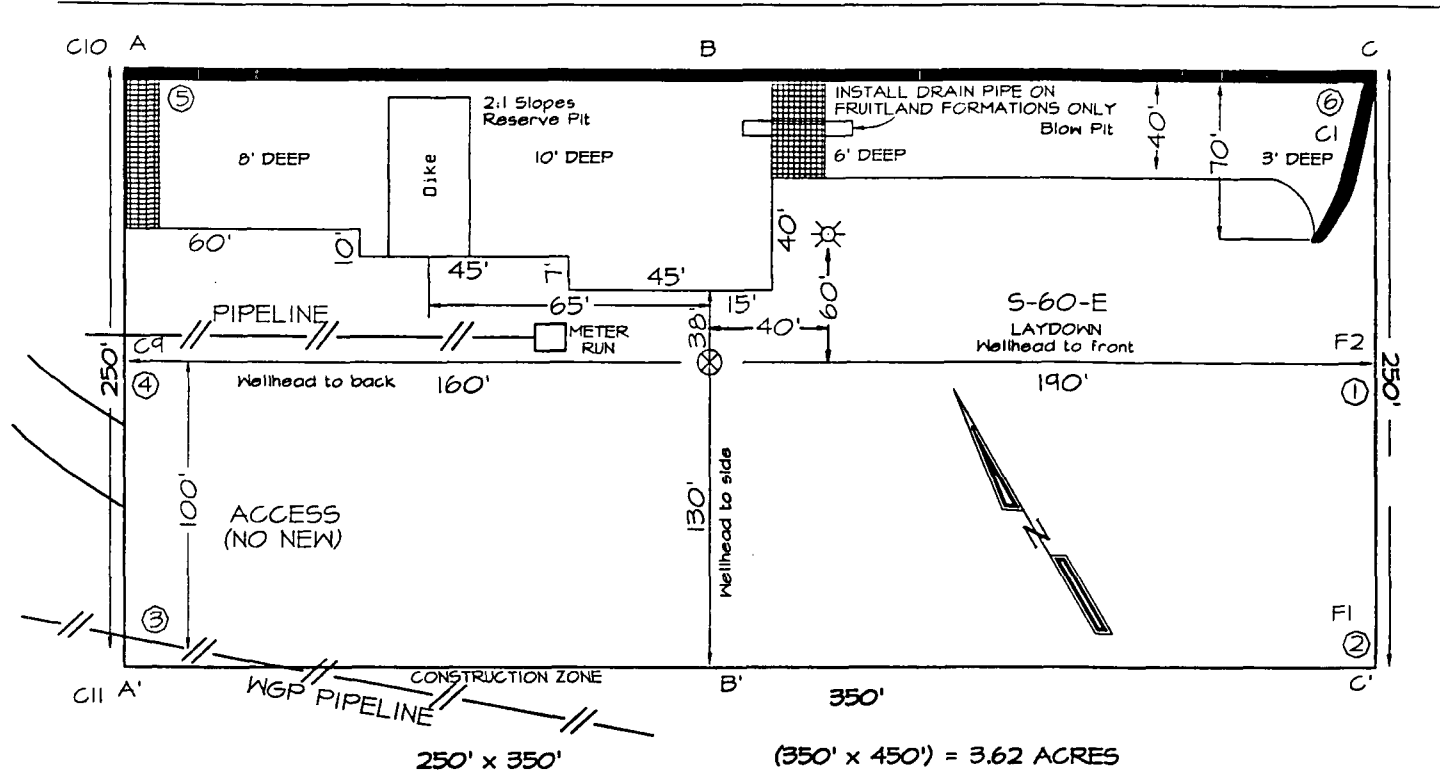 C10 A B C
5
2:1 Slopes
Reserve Pit
INSTALL DRAIN PIPE ON
FRUITLAND FORMATIONS ONLY
Blow Pit
6
C1
8' DEEP
Dike
10' DEEP
6' DEEP
40'
70'
3' DEEP
60'
10'
45'
7'
45'
15'
40'
60'
65'
38'
40'
S-60-E
LAYDOWN
Wellhead to front
PIPELINE
METER
RUN
C9
F2
250'
4
Wellhead to back
160'
190'
1
250'
100'
ACCESS
(NO NEW)
130'
Wellhead to side
N
3
F1
2
C11 A'
WGP PIPELINE
CONSTRUCTION ZONE
B'
350'
C'
250' x 350'
(350' x 450') = 3.62 ACRES